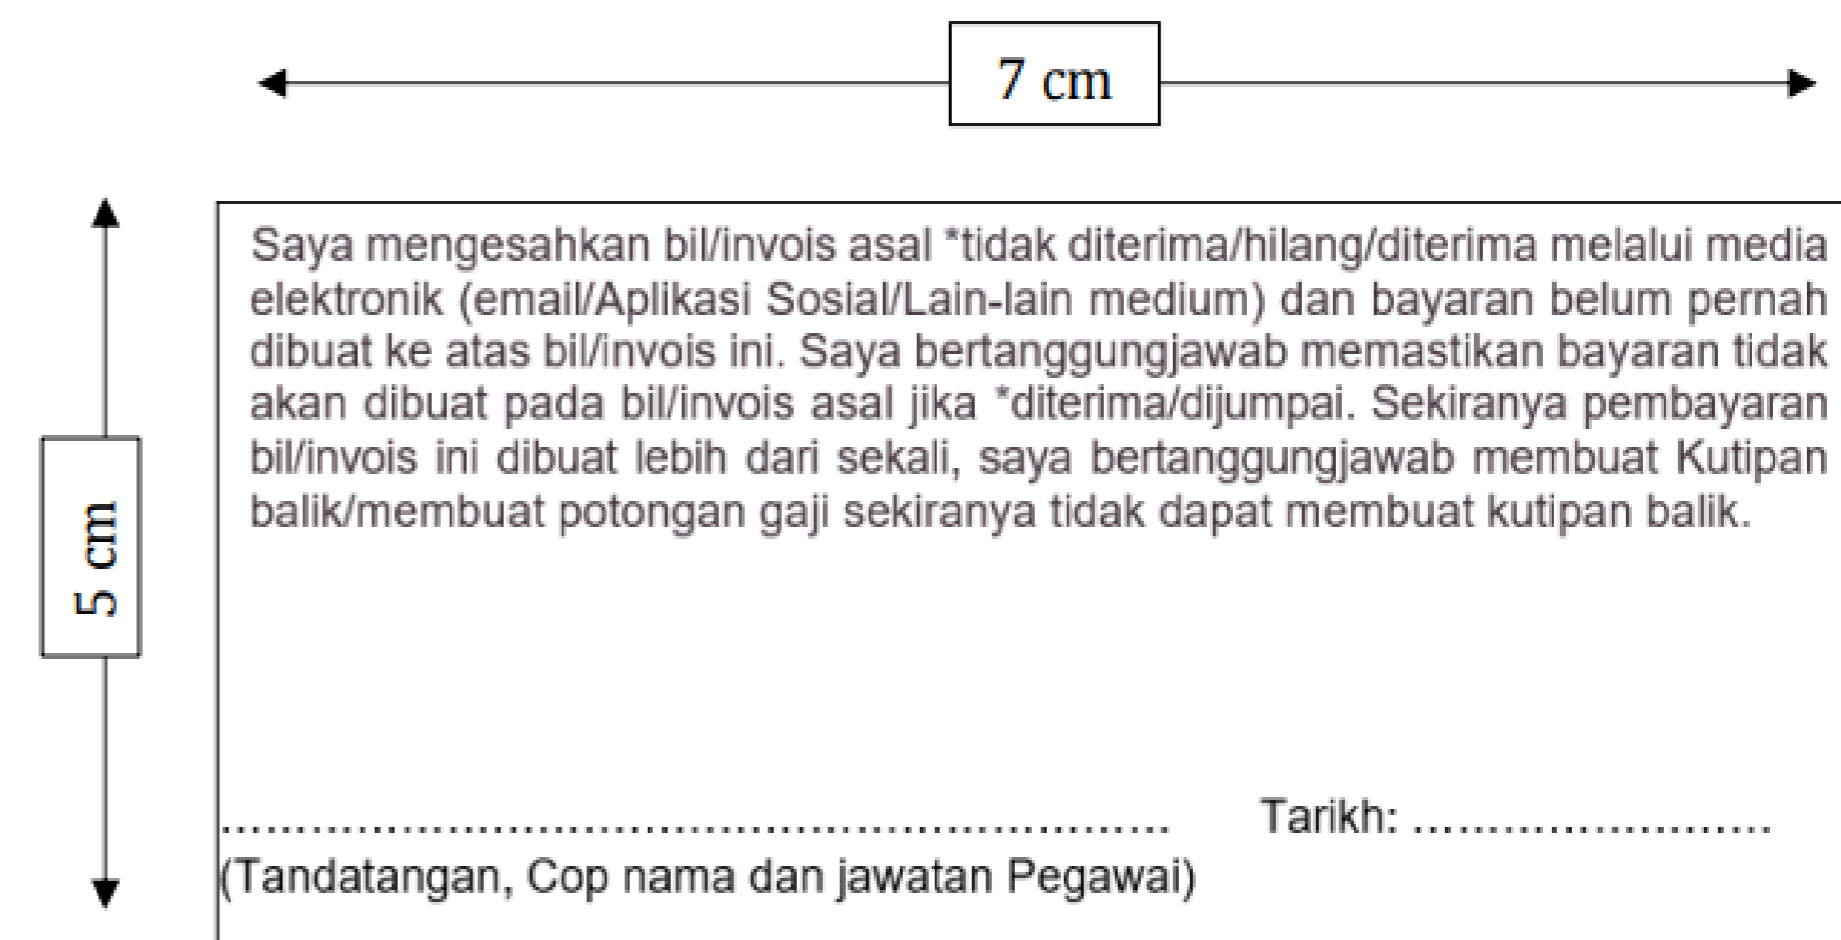 7 cm
5 cm
Saya mengesahkan bil/invois asal *tidak diterima/hilang/diterima melalui media
elektronik (email/Aplikasi Sosial/Lain-lain medium) dan bayaran belum pernah
dibuat ke atas bil/invois ini. Saya bertanggungjawab memastikan bayaran tidak
akan dibuat pada bil/invois asal jika *diterima/dijumpai. Sekiranya pembayaran
bil/invois ini dibuat lebih dari sekali, saya bertanggungjawab membuat Kutipan
balik/membuat potongan gaji sekiranya tidak dapat membuat kutipan balik.
.............................................................. Tarikh: ........................
(Tandatangan, Cop nama dan jawatan Pegawai)